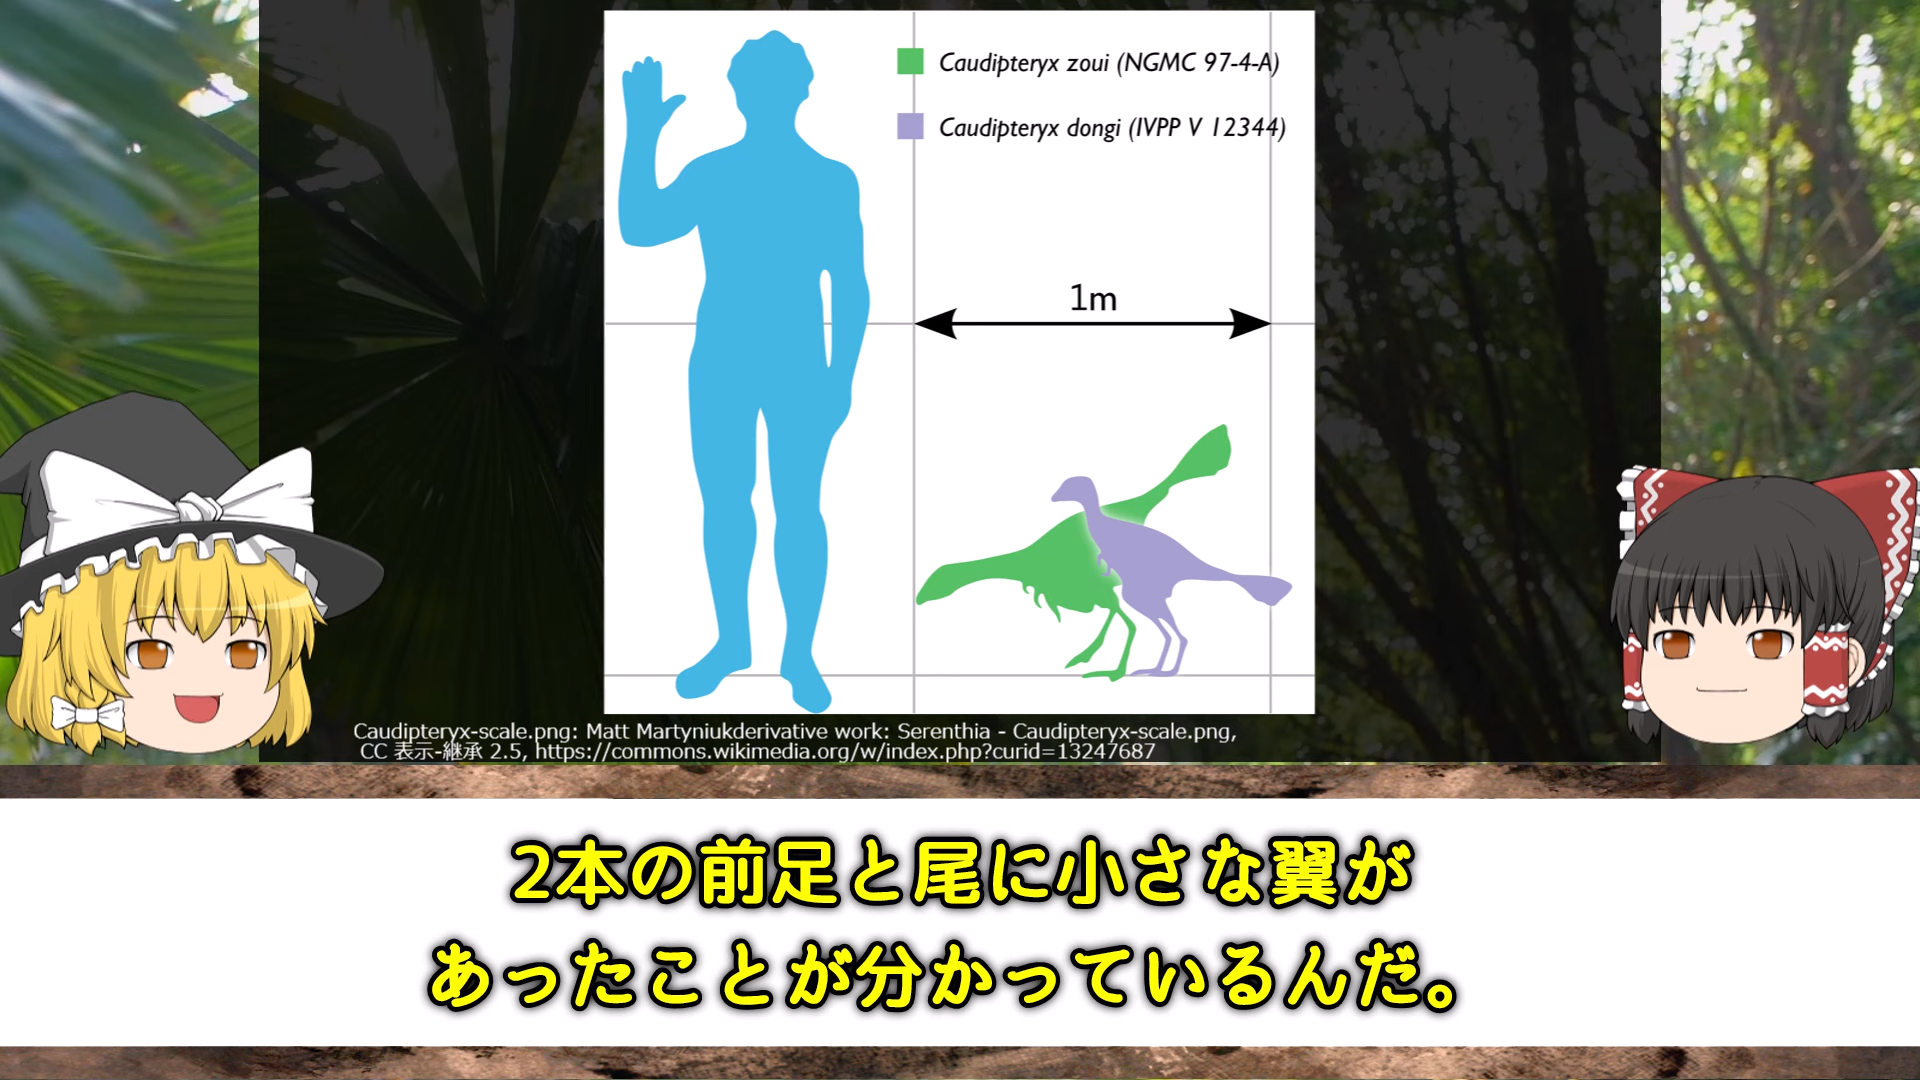 Caudipteryx zoui (NGMC 97-4-A)
Caudipteryx dongi (IVPP V 12344)
1m
Caudipteryx-scale.png: Matt Martyniukderivative work: Serenthia - Caudipteryx-scale.png,
CC 表示-継承 2.5, https://commons.wikimedia.org/w/index.php?curid=13247687
2本の前足と尾に小さな翼が
あったことが分かっているんだ。